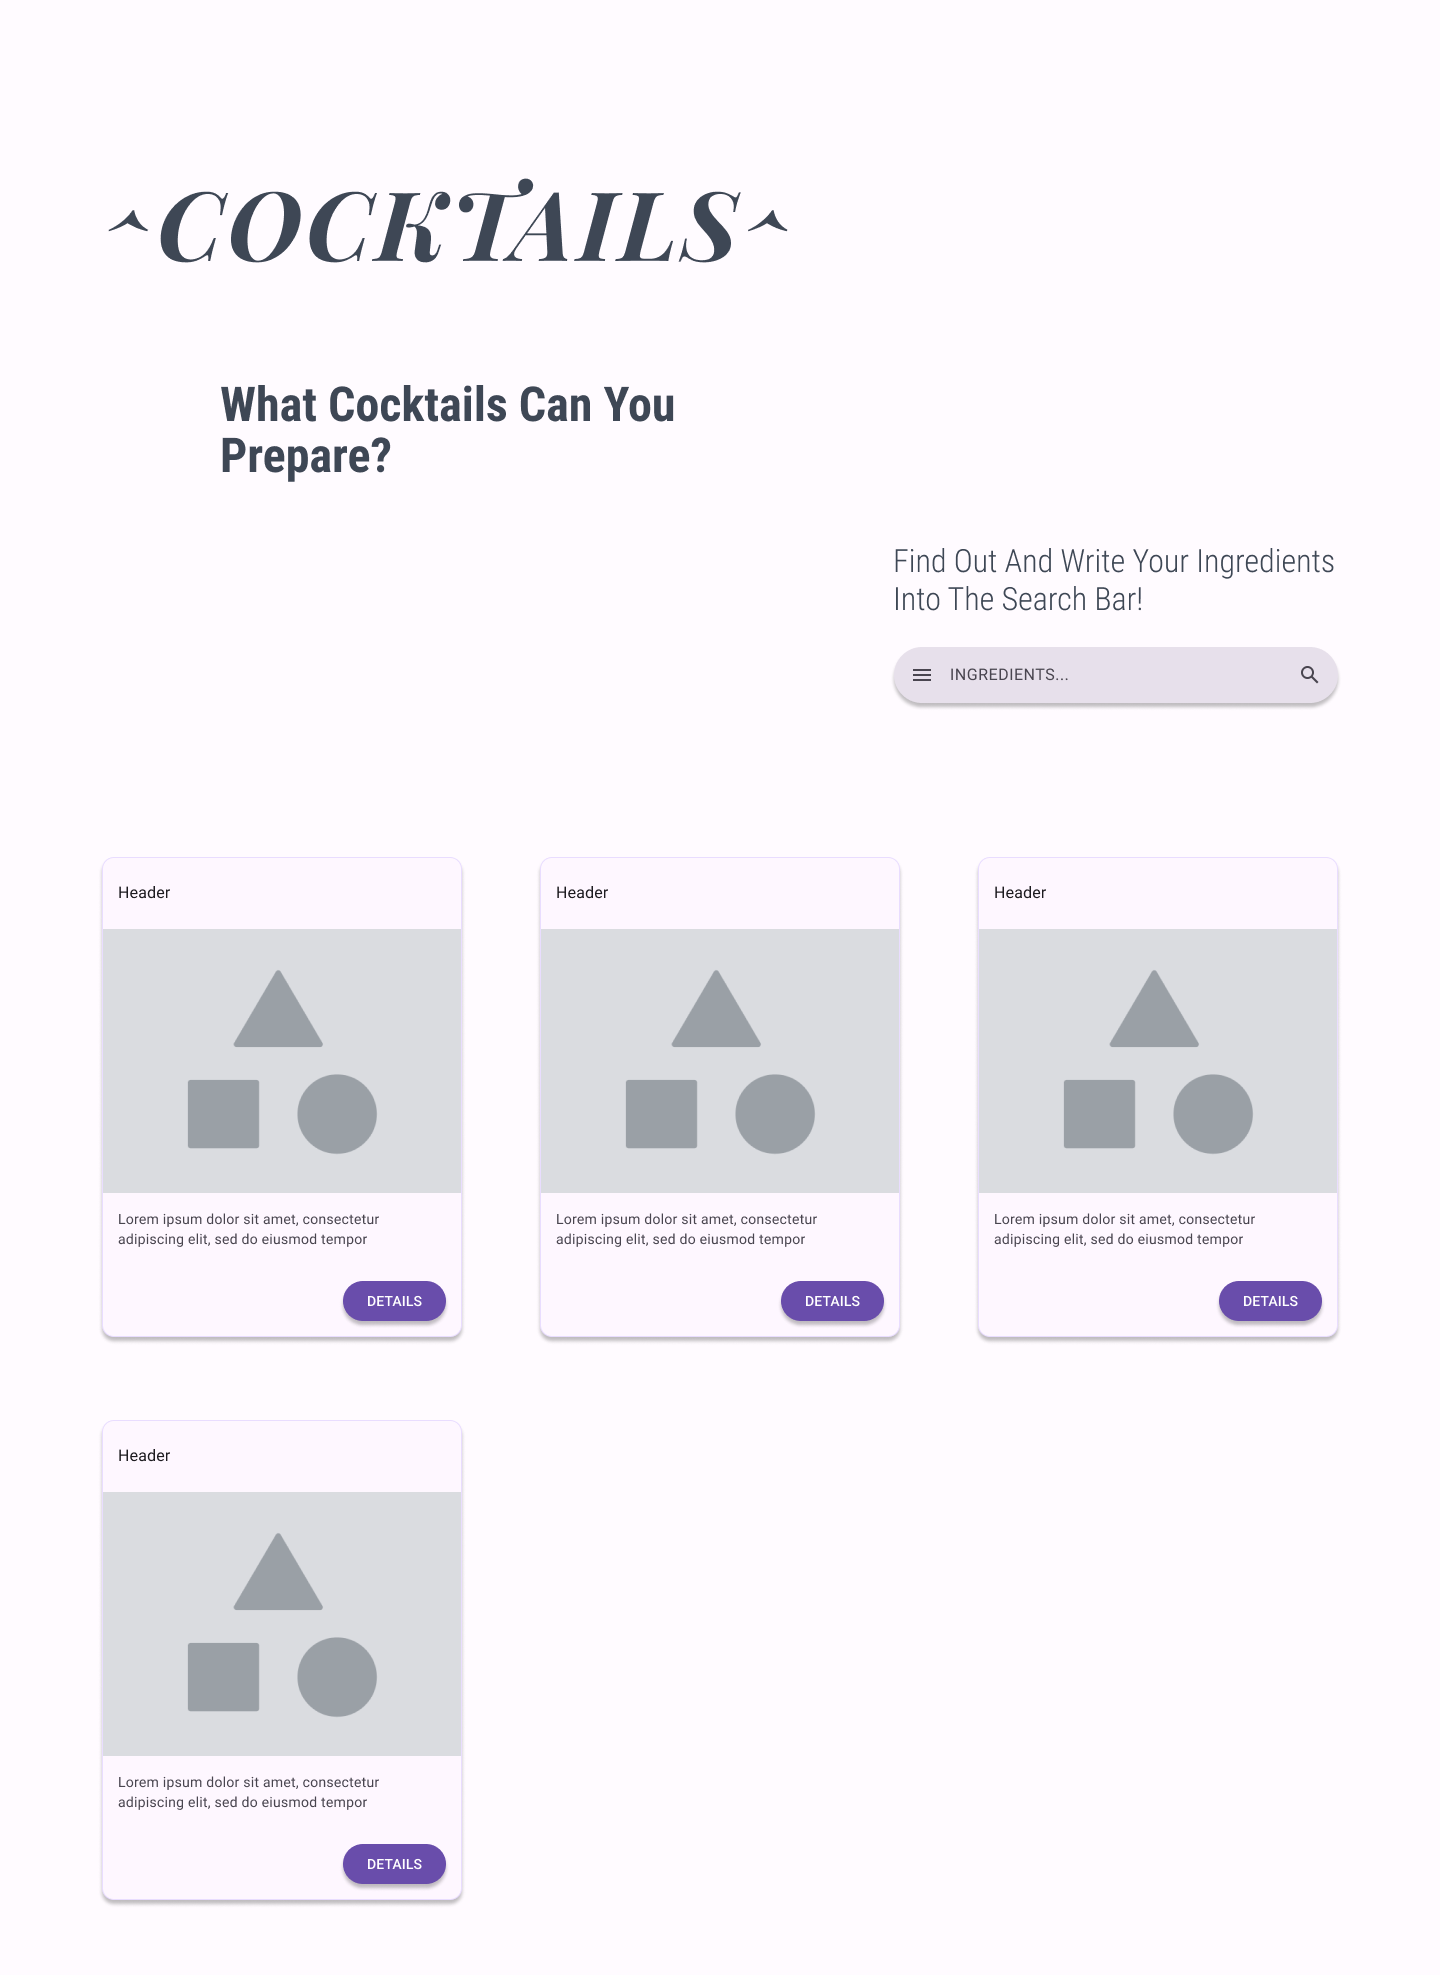 ^COCKTAILS^
What Cocktails Can You
Prepare?
Find Out And Write Your Ingredients
Into The Search Bar!
INGREDIENTS...
Header
Lorem ipsum dolor sit amet, consectetur
adipiscing elit, sed do eiusmod tempor
DETAILS
Header
Lorem ipsum dolor sit amet, consectetur
adipiscing elit, sed do eiusmod tempor
DETAILS
Header
Lorem ipsum dolor sit amet, consectetur
adipiscing elit, sed do eiusmod tempor
DETAILS
Header
Lorem ipsum dolor sit amet, consectetur
adipiscing elit, sed do eiusmod tempor
DETAILS